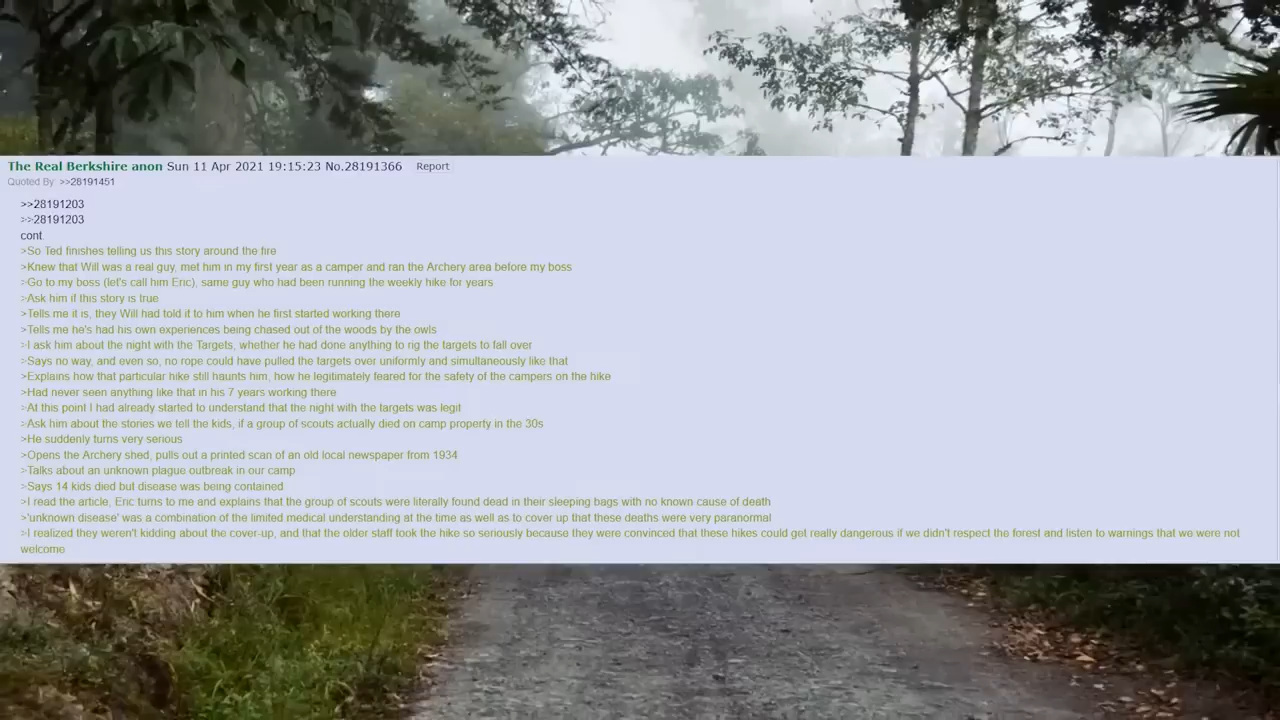 The Real Berkshire anon Sun 11 Apr 2021 19:15:23 No.28191366 Report
Quoted By >>28191451
>>28191203
>>28191203
cont.
>So Ted finishes telling us this story around the fire
>Knew that Will was a real guy, met him in my first year as a camper and ran the Archery area before my boss
>Go to my boss (let's call him Eric), same guy who had been running the weekly hike for years
>Ask him if this story is true
>Tells me it is, they Will had told it to him when he first started working there
>Tells me he's had his own experiences being chased out of the woods by the owls
>I ask him about the night with the Targets, whether he had done anything to rig the targets to fall over
>Says no way, and even so, no rope could have pulled the targets over uniformly and simultaneously like that
>Explains how that particular hike still haunts him, how he legitimately feared for the safety of the campers on the hike
>Had never seen anything like that in his 7 years working there
>At this point I had already started to understand that the night with the targets was legit
>Ask him about the stories we tell the kids, if a group of scouts actually died on camp property in the 30s
>He suddenly turns very serious
>Opens the Archery shed, pulls out a printed scan of an old local newspaper from 1934
>Talks about an unknown plague outbreak in our camp
>Says 14 kids died but disease was being contained
>I read the article, Eric turns to me and explains that the group of scouts were literally found dead in their sleeping bags with no known cause of death
>'unknown disease' was a combination of the limited medical understanding at the time as well as to cover up that these deaths were very paranormal
>I realized they weren't kidding about the cover-up, and that the older staff took the hike so seriously because they were convinced that these hikes could get really dangerous if we didn't respect the forest and listen to warnings that we were not
welcome